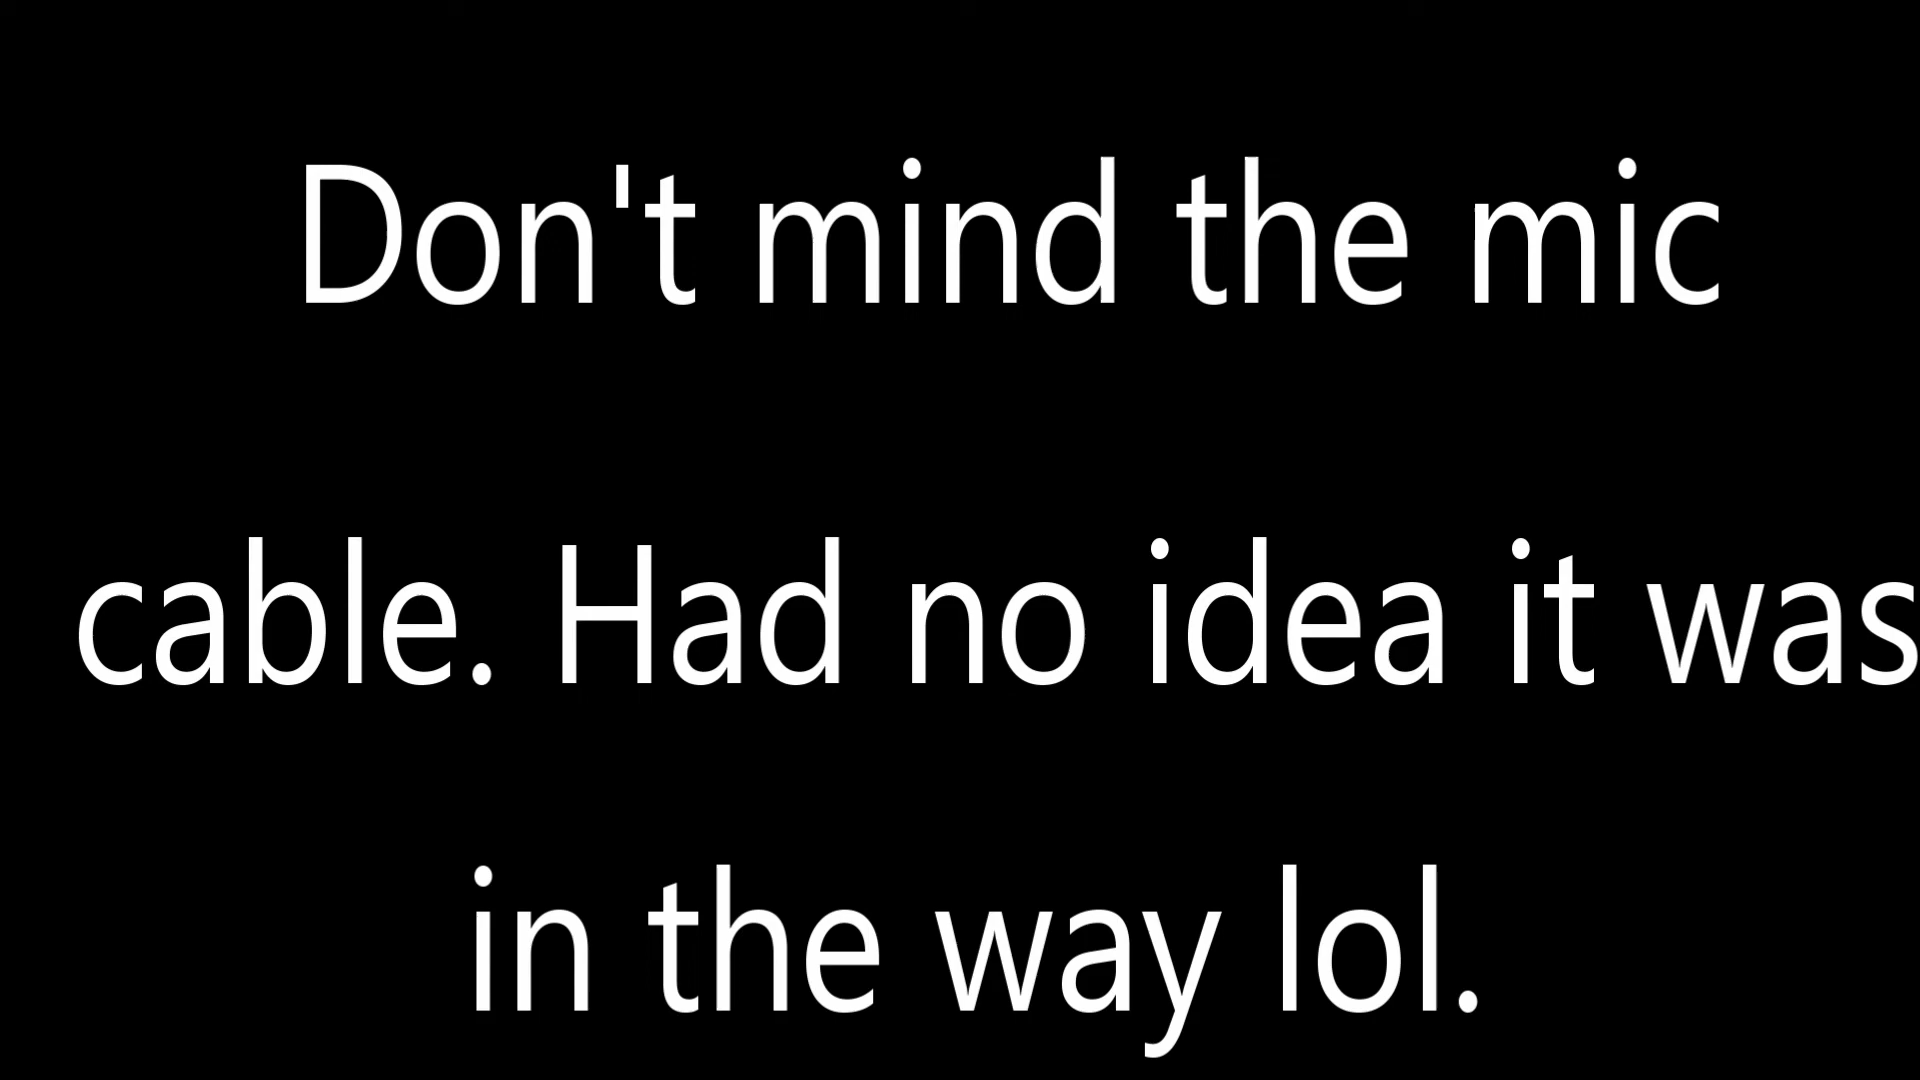 Don't mind the mic
cable. Had no idea it was
in the way lol.